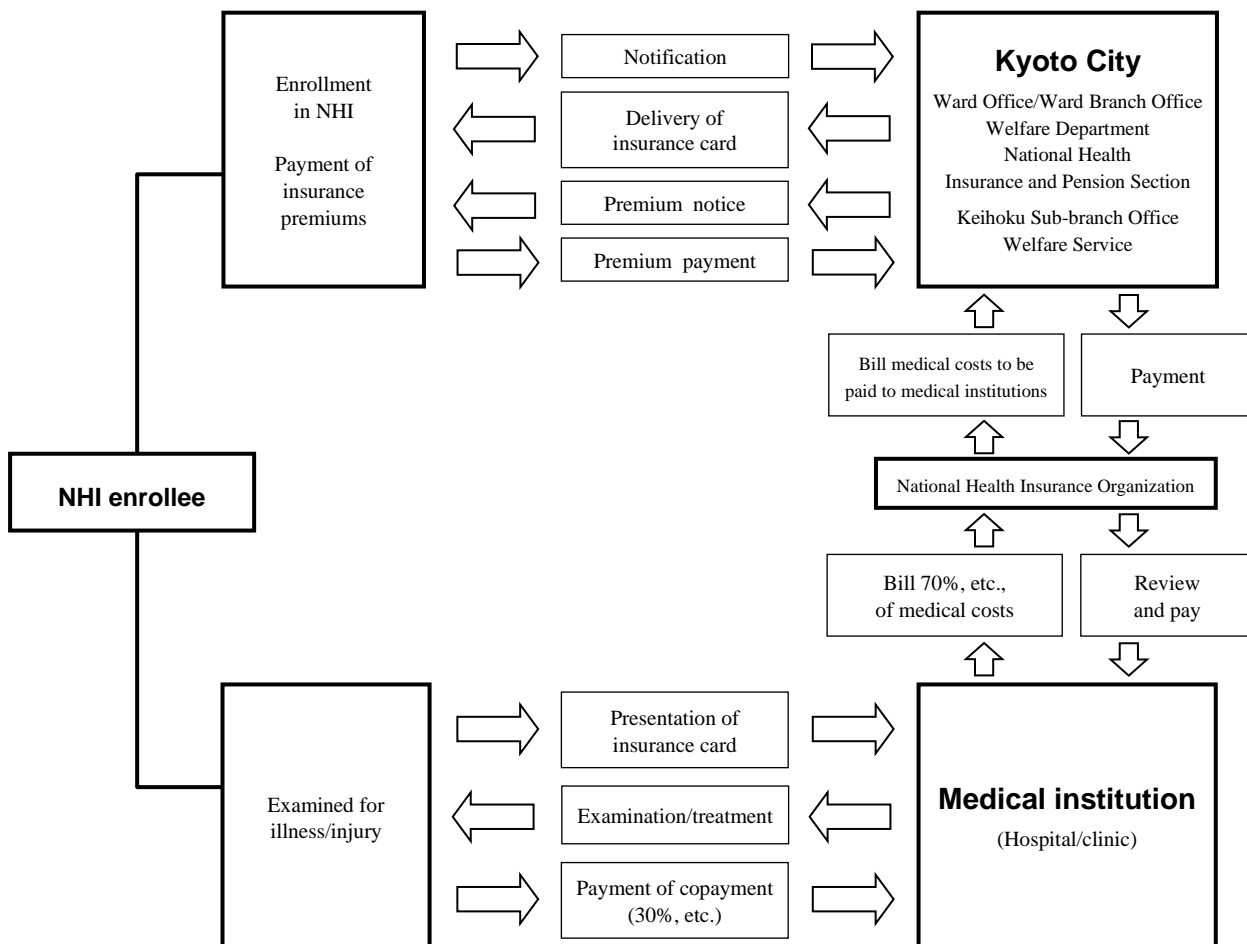 Enrollment
in NHI
Payment of
insurance
premiums
Notification
Delivery of
insurance card
Premium notice
Premium payment
Kyoto City
Ward Office/Ward Branch Office
Welfare Department
National Health
Insurance and Pension Section
Keihoku Sub-branch Office
Welfare Service
Bill medical costs to be
paid to medical institutions
Payment
NHI enrollee
National Health Insurance Organization
Bill 70%, etc.,
of medical costs
Review
and pay
Examined for
illness/injury
Presentation of
insurance card
Examination/treatment
Payment of copayment
(30%, etc.)
Medical institution
(Hospital/clinic)